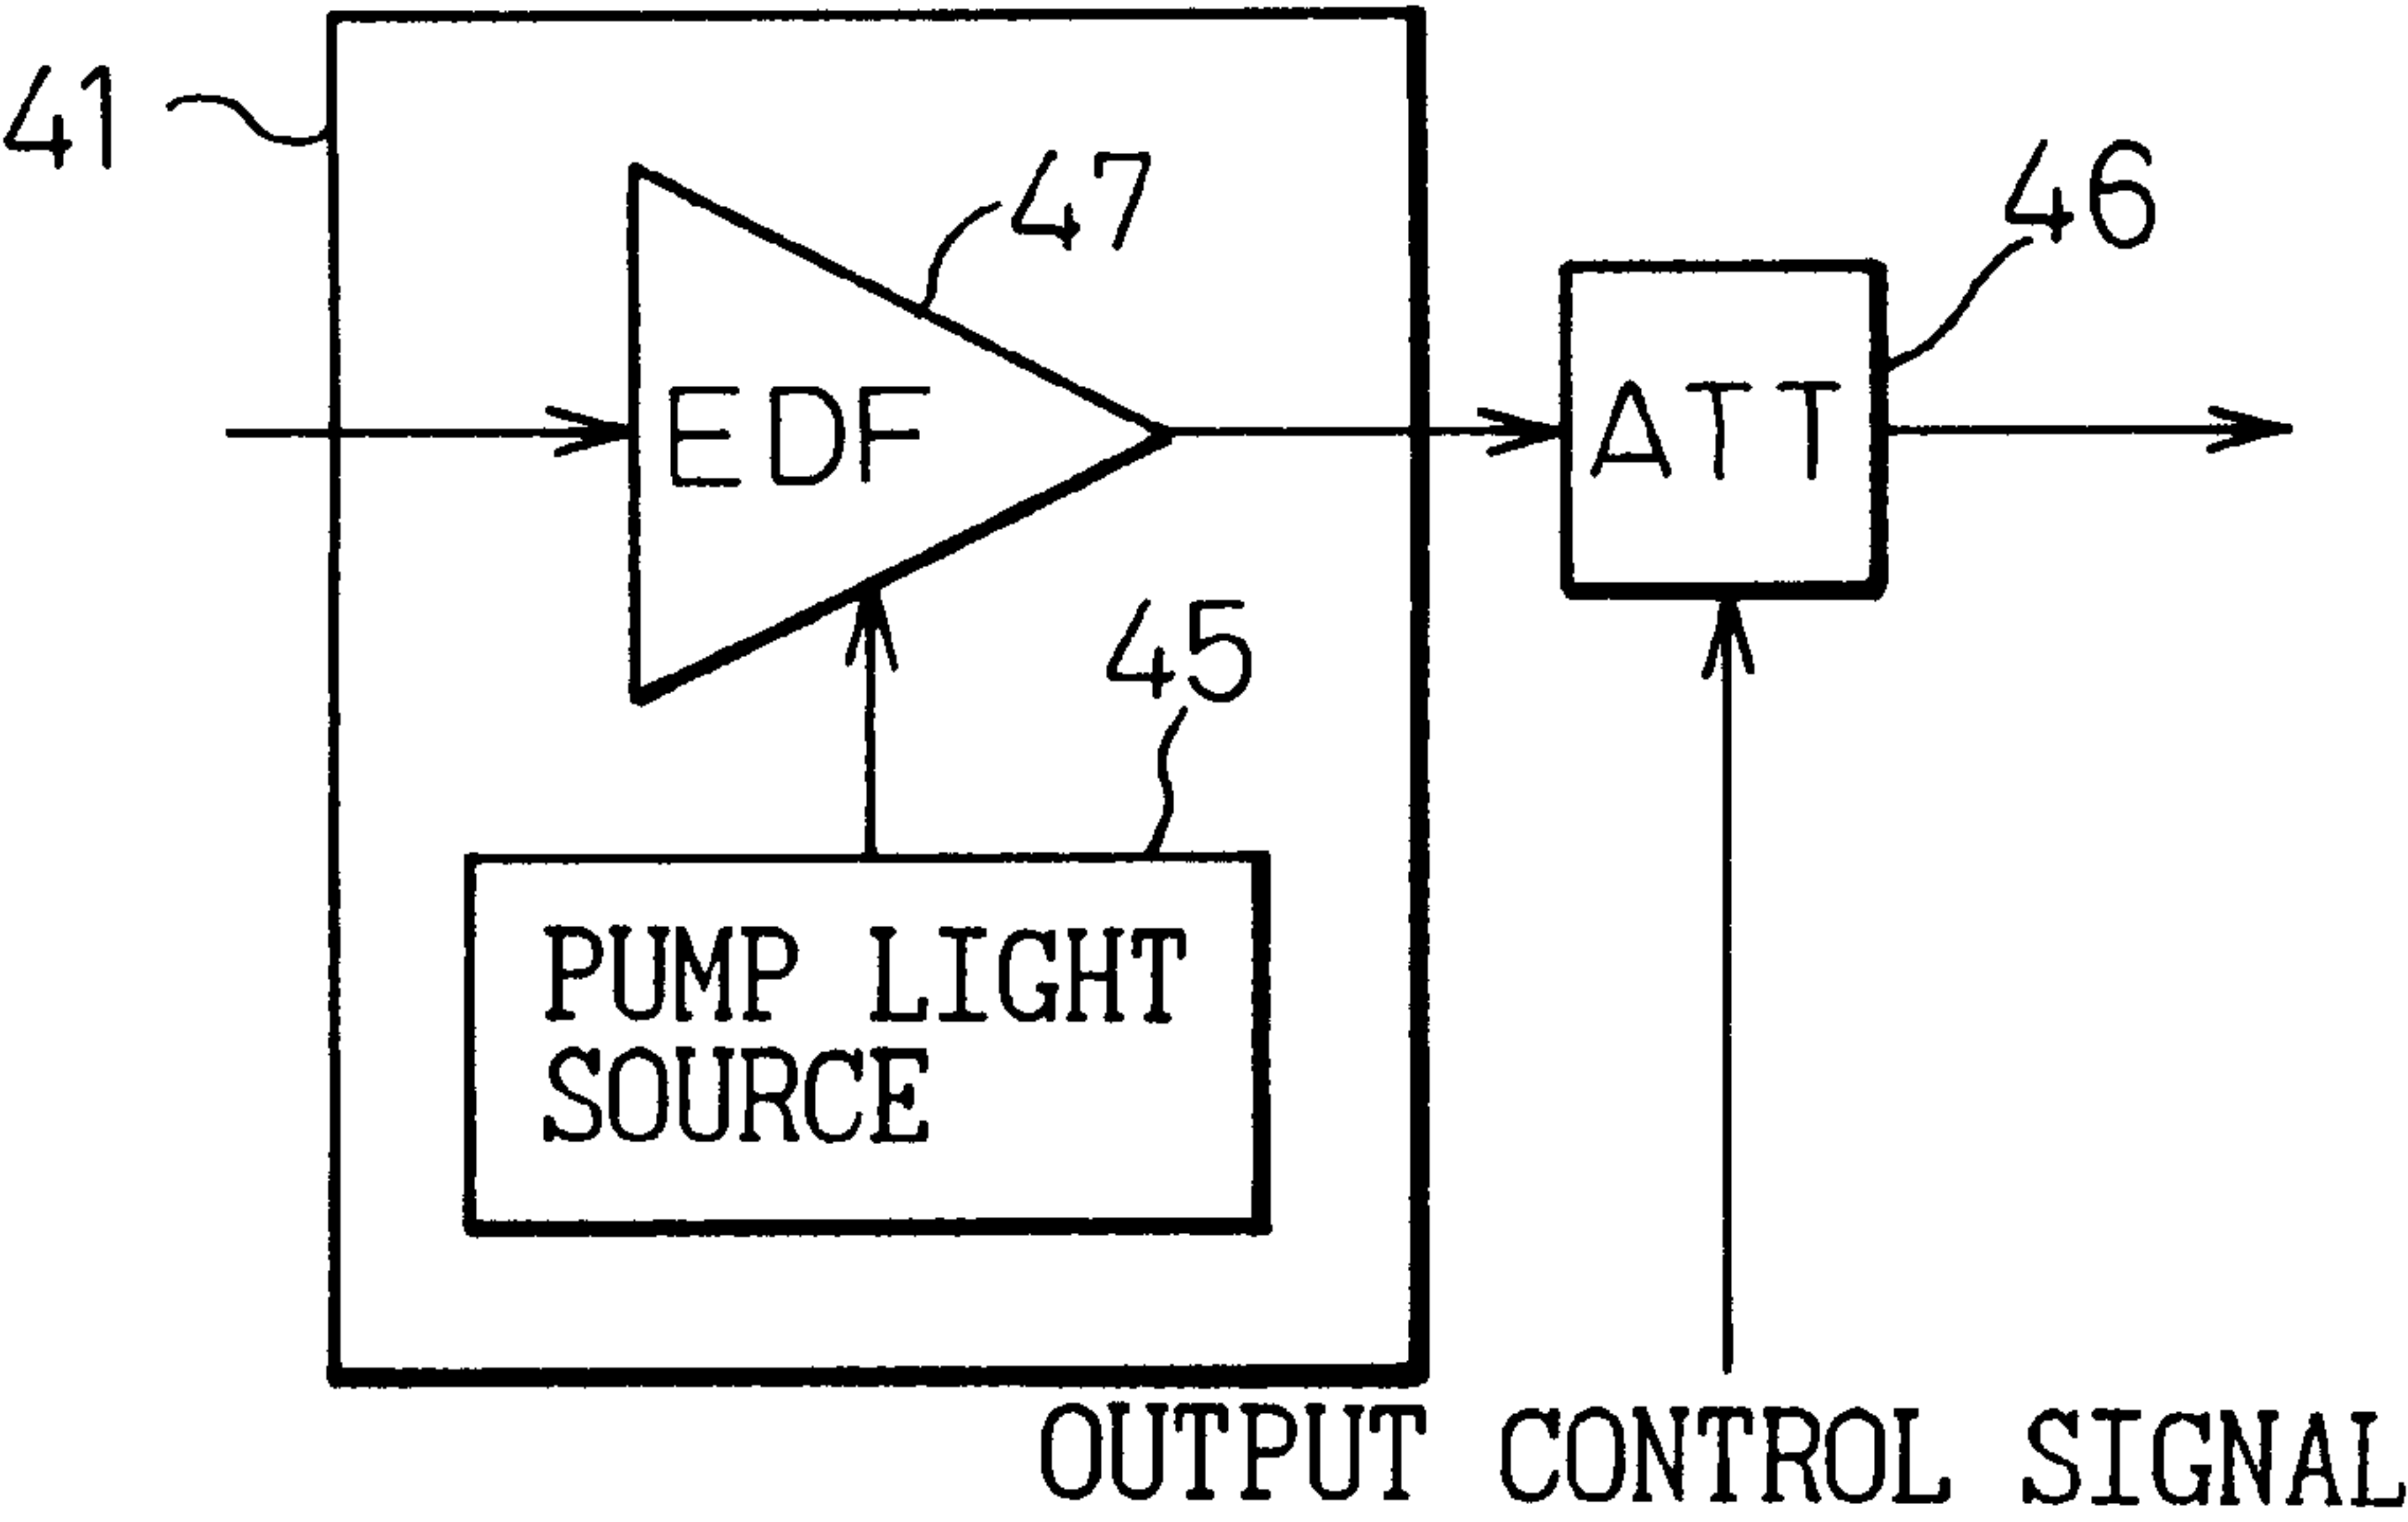 41
47
46
EDF
ATT
45
PUMP LIGHT
SOURCE
OUTPUT CONTROL SIGNAL